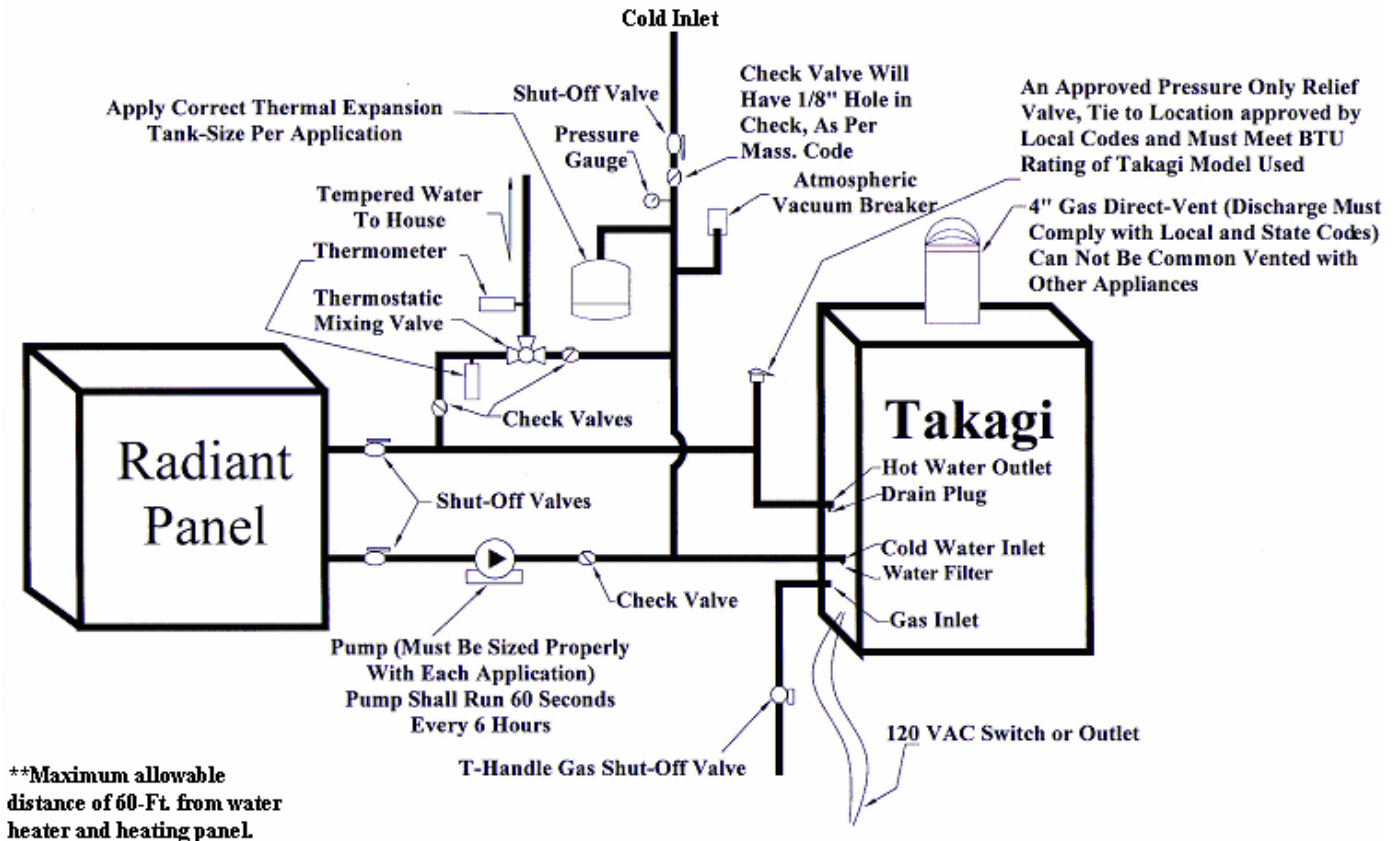 Cold Inlet
Apply Correct Thermal Expansion
Tank-Size Per Application
Shut-Off Valve
Pressure
Gauge
Check Valve Will
Have 1/8" Hole in
Check, As Per
Mass. Code
Atmospheric
Vacuum Breaker
An Approved Pressure Only Relief
Valve, Tie to Location approved by
Local Codes and Must Meet BTU
Rating of Takagi Model Used
4" Gas Direct-Vent (Discharge Must
Comply with Local and State Codes)
Can Not Be Common Vented with
Other Appliances
Tempered Water
To House
Thermometer
Thermostatic
Mixing Valve
Check Valves
Radiant
Panel
Shut-Off Valves
Takagi
Hot Water Outlet
Drain Plug
Cold Water Inlet
Water Filter
Gas Inlet
Check Valve
Pump (Must Be Sized Properly
With Each Application)
Pump Shall Run 60 Seconds
Every 6 Hours
T-Handle Gas Shut-Off Valve
120 VAC Switch or Outlet
**Maximum allowable
distance of 60-Ft. from water
heater and heating panel.